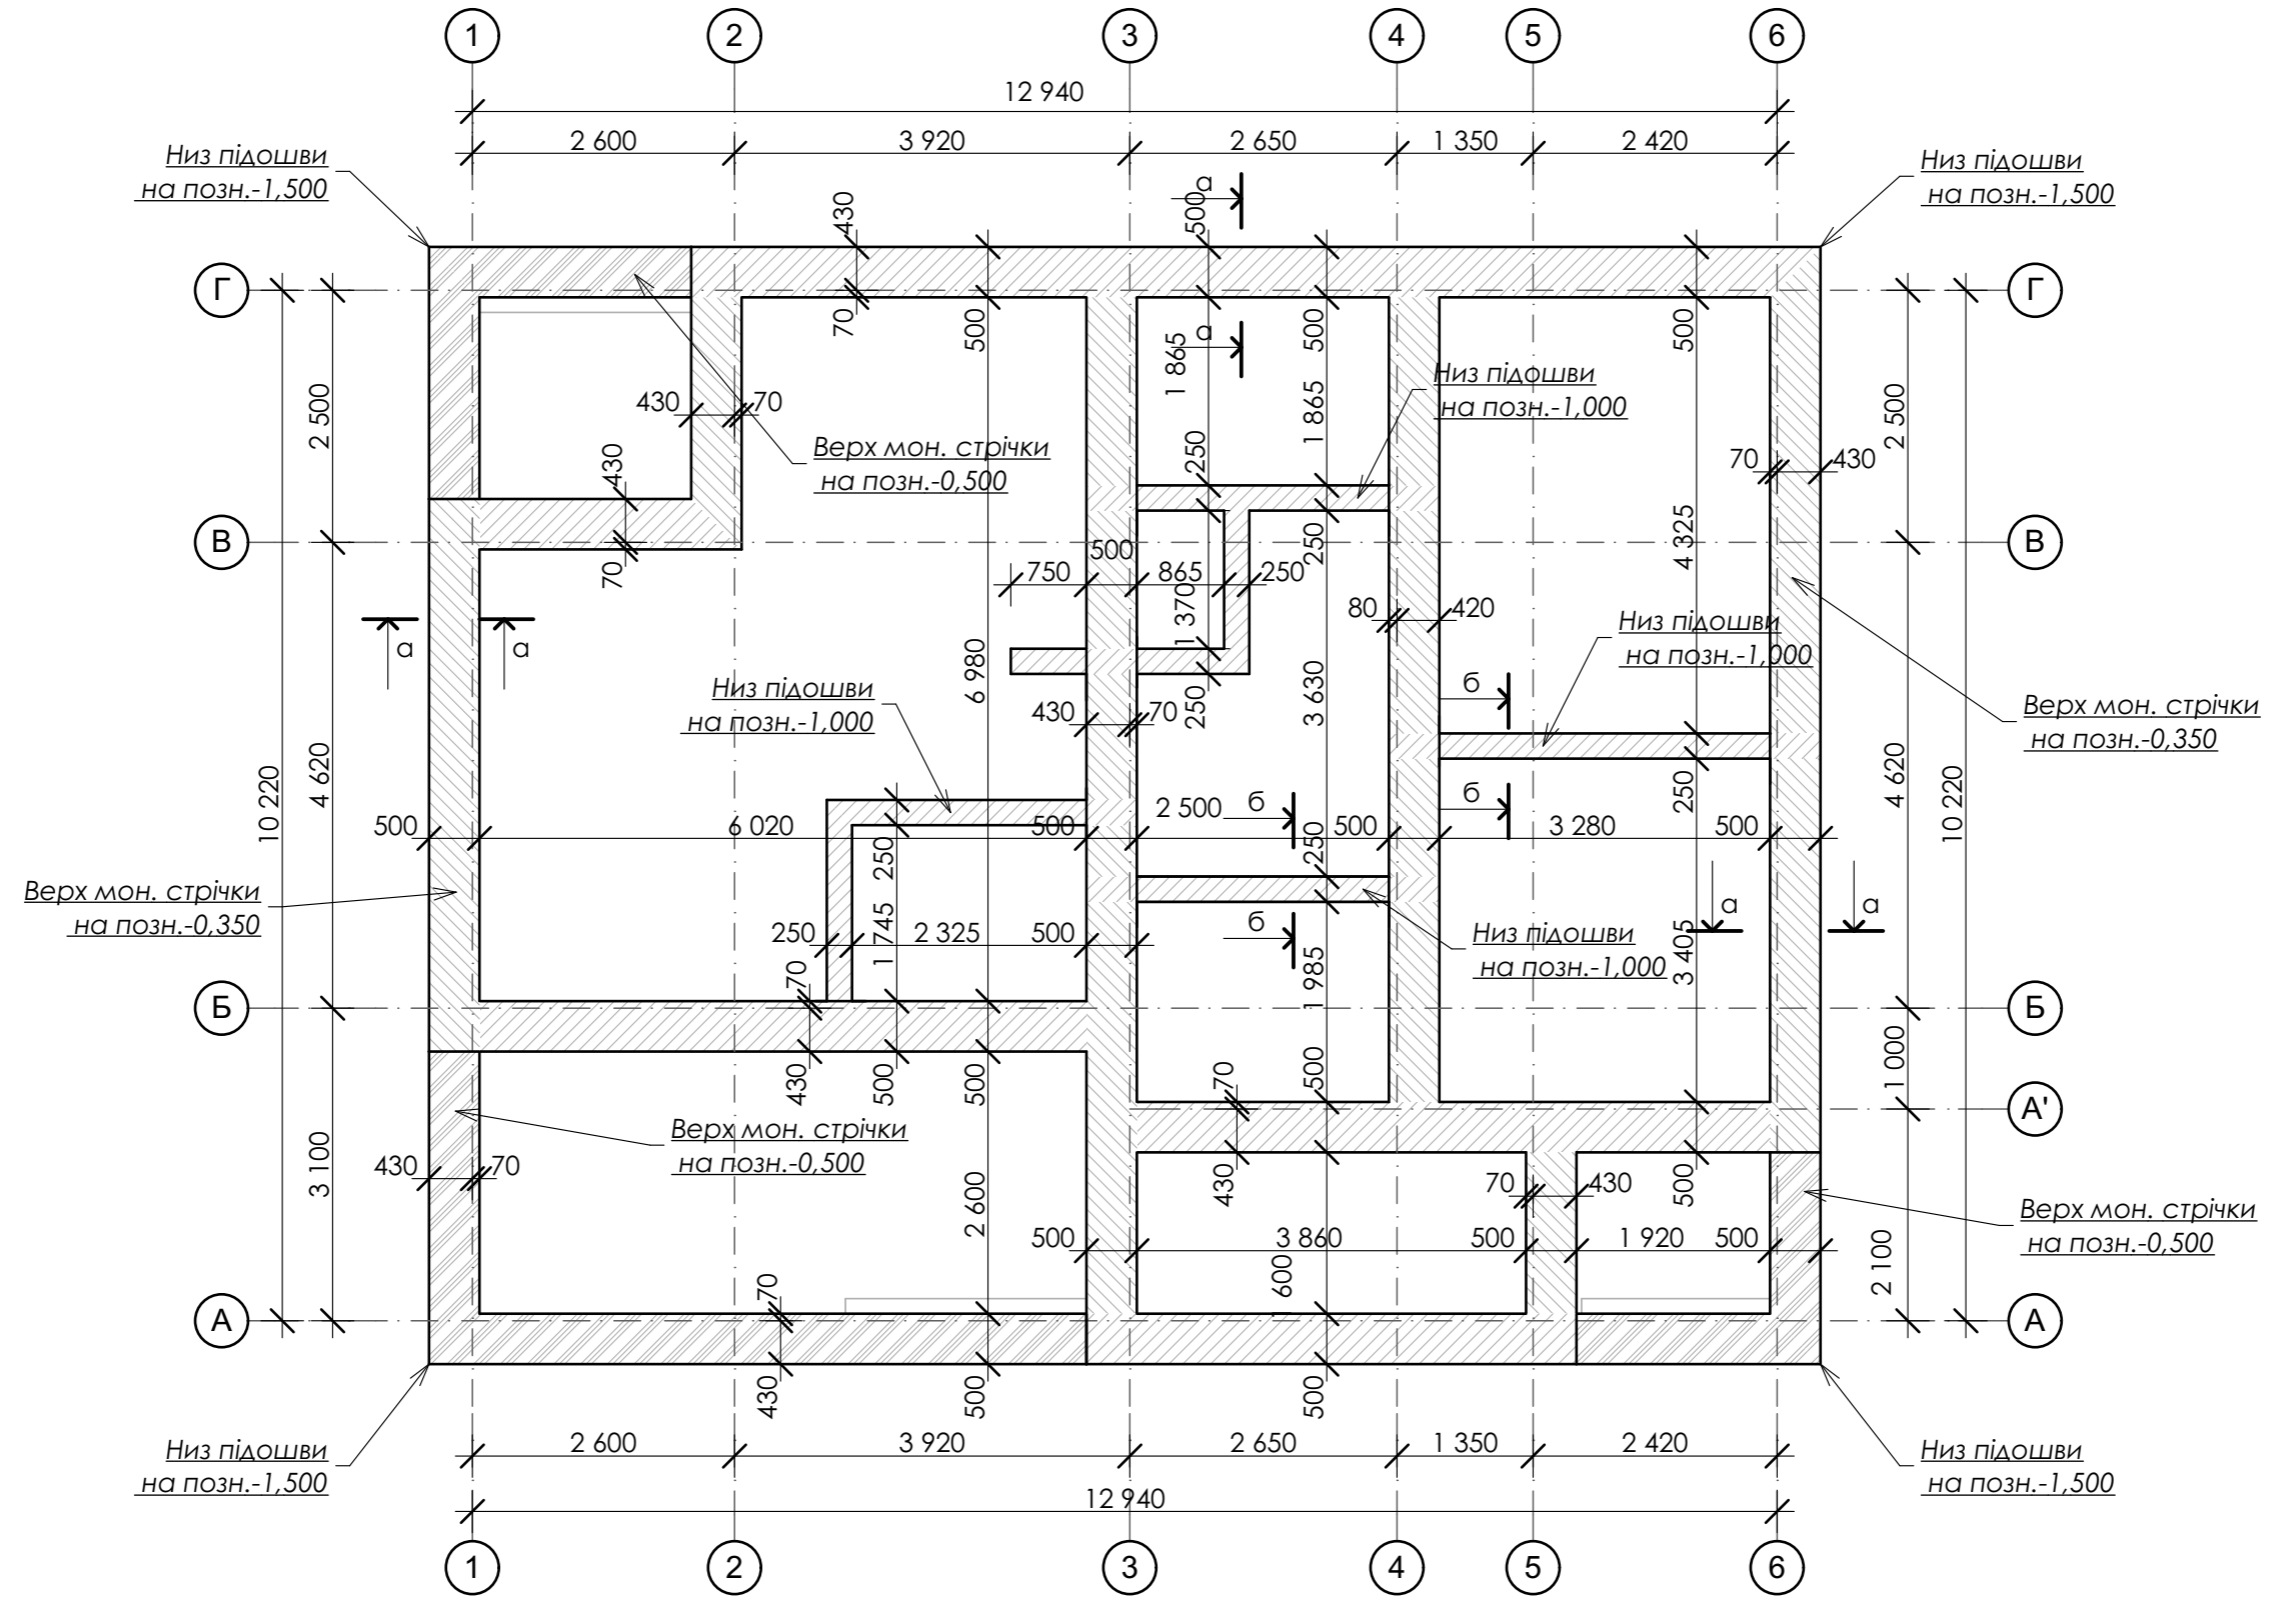 1 2 3 4 5 6
12 940
2 600 3 920 2 650 1 350 2 420
Низ підошви
на позн.-1,500
Низ підошви
на позн.-1,500
а
430
500
Г
Г
70
500
1 865
а
500
500
Низ підошви
на позн.-1,000
2 500
430 70
1 865
2 500
Верх мон. стрічки
на позн.-0,500
430
250
70 430
4 325
В
В
70
500
250
750 865 250
1 370
80 420
Низ підошви
на позн.-1,000
а а
6 980
3 630
б
Низ підошви
на позн.-1,000
430 70
250
Верх мон. стрічки
на позн.-0,350
10 220
4 620
4 620
10 220
250
б
2 500 б
500 6 020 500 500 3 280 500
250
250
Верх мон. стрічки
на позн.-0,350
а а
250 2 325 500
1 745
б
Низ підошви
на позн.-1,000
3 405
1 985
70
Б
Б
430
500
500
70
500
1 000
А'
Верх мон. стрічки
на позн.-0,500
3 100
430 70
2 600
430
70 430
500
Верх мон. стрічки
на позн.-0,500
500 3 860 500 1 920 500
2 100
1 600
70
А
А
430
500
500
Низ підошви
на позн.-1,500
Низ підошви
на позн.-1,500
2 600 3 920 2 650 1 350 2 420
12 940
1 2 3 4 5 6